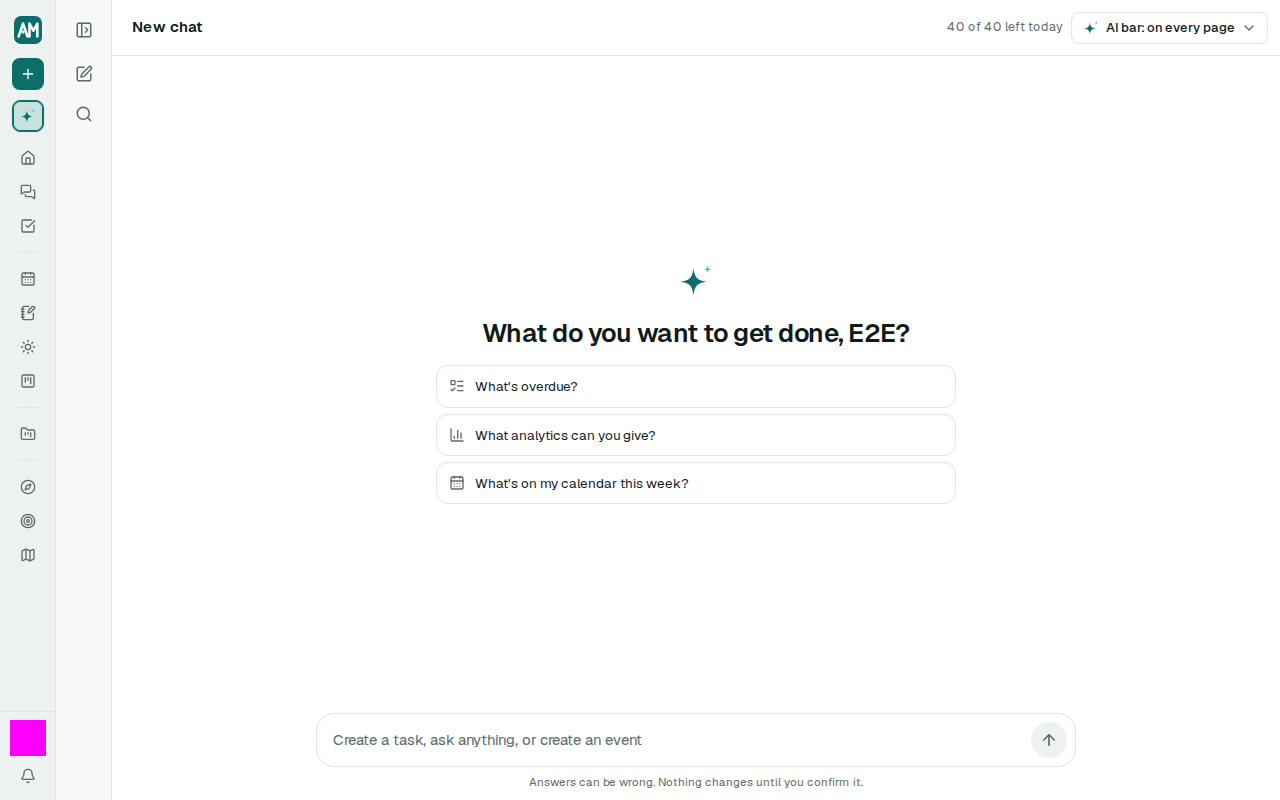 AM
New chat
40 of 40 left today
AI bar: on every page
What do you want to get done, E2E?
What's overdue?
What analytics can you give?
What's on my calendar this week?
Create a task, ask anything, or create an event
Answers can be wrong. Nothing changes until you confirm it.